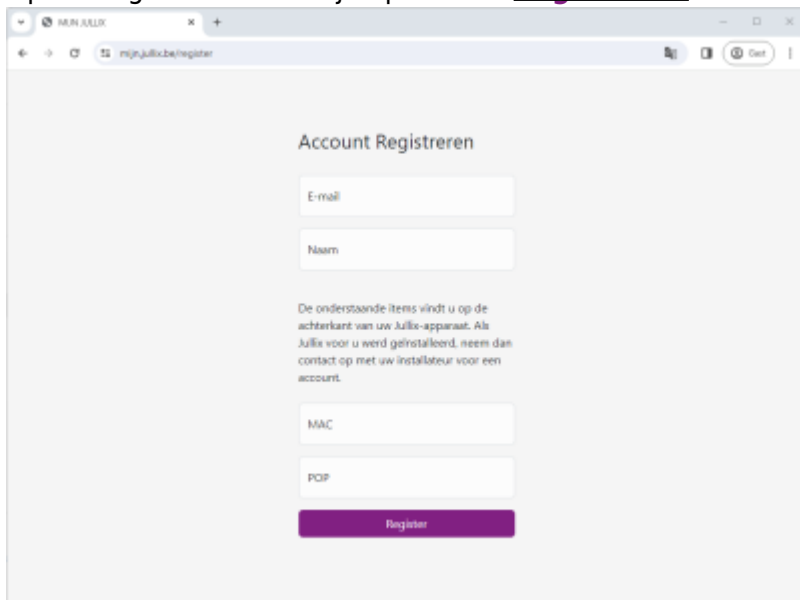 MIJN JULLIX
mijn.jullix.be/register
Gast
Account Registreren
E-mail
Naam
De onderstaande items vindt u op de
achterkant van uw Jullix-apparaat. Als
Jullix voor u werd geïnstalleerd, neem dan
contact op met uw installateur voor een
account.
MAC
POP
Register